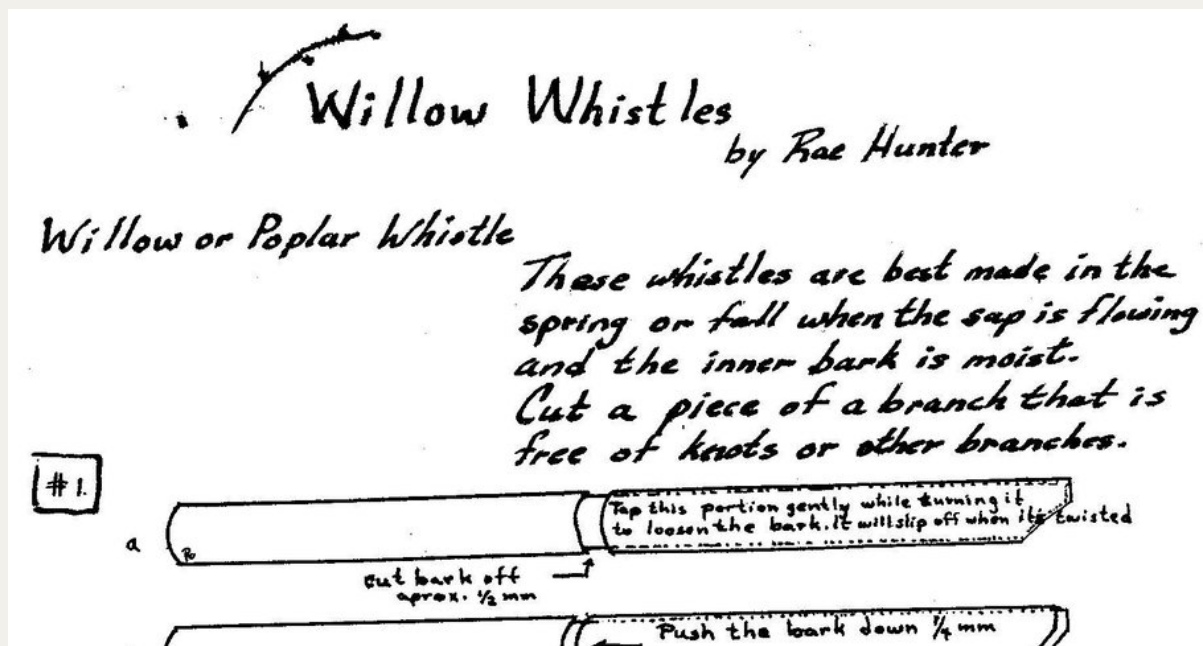 Willow Whistles
by Rae Hunter
Willow or Poplar Whistle
These whistles are best made in the
spring or fall when the sap is flowing
and the inner bark is moist.
Cut a piece of a branch that is
free of knots or other branches.
#1.
Tap this portion gently while turning it
to loosen the bark. It will slip off when its twisted
a
cut bark off
aprox. 1/2 mm
Push the bark down 1/4 mm